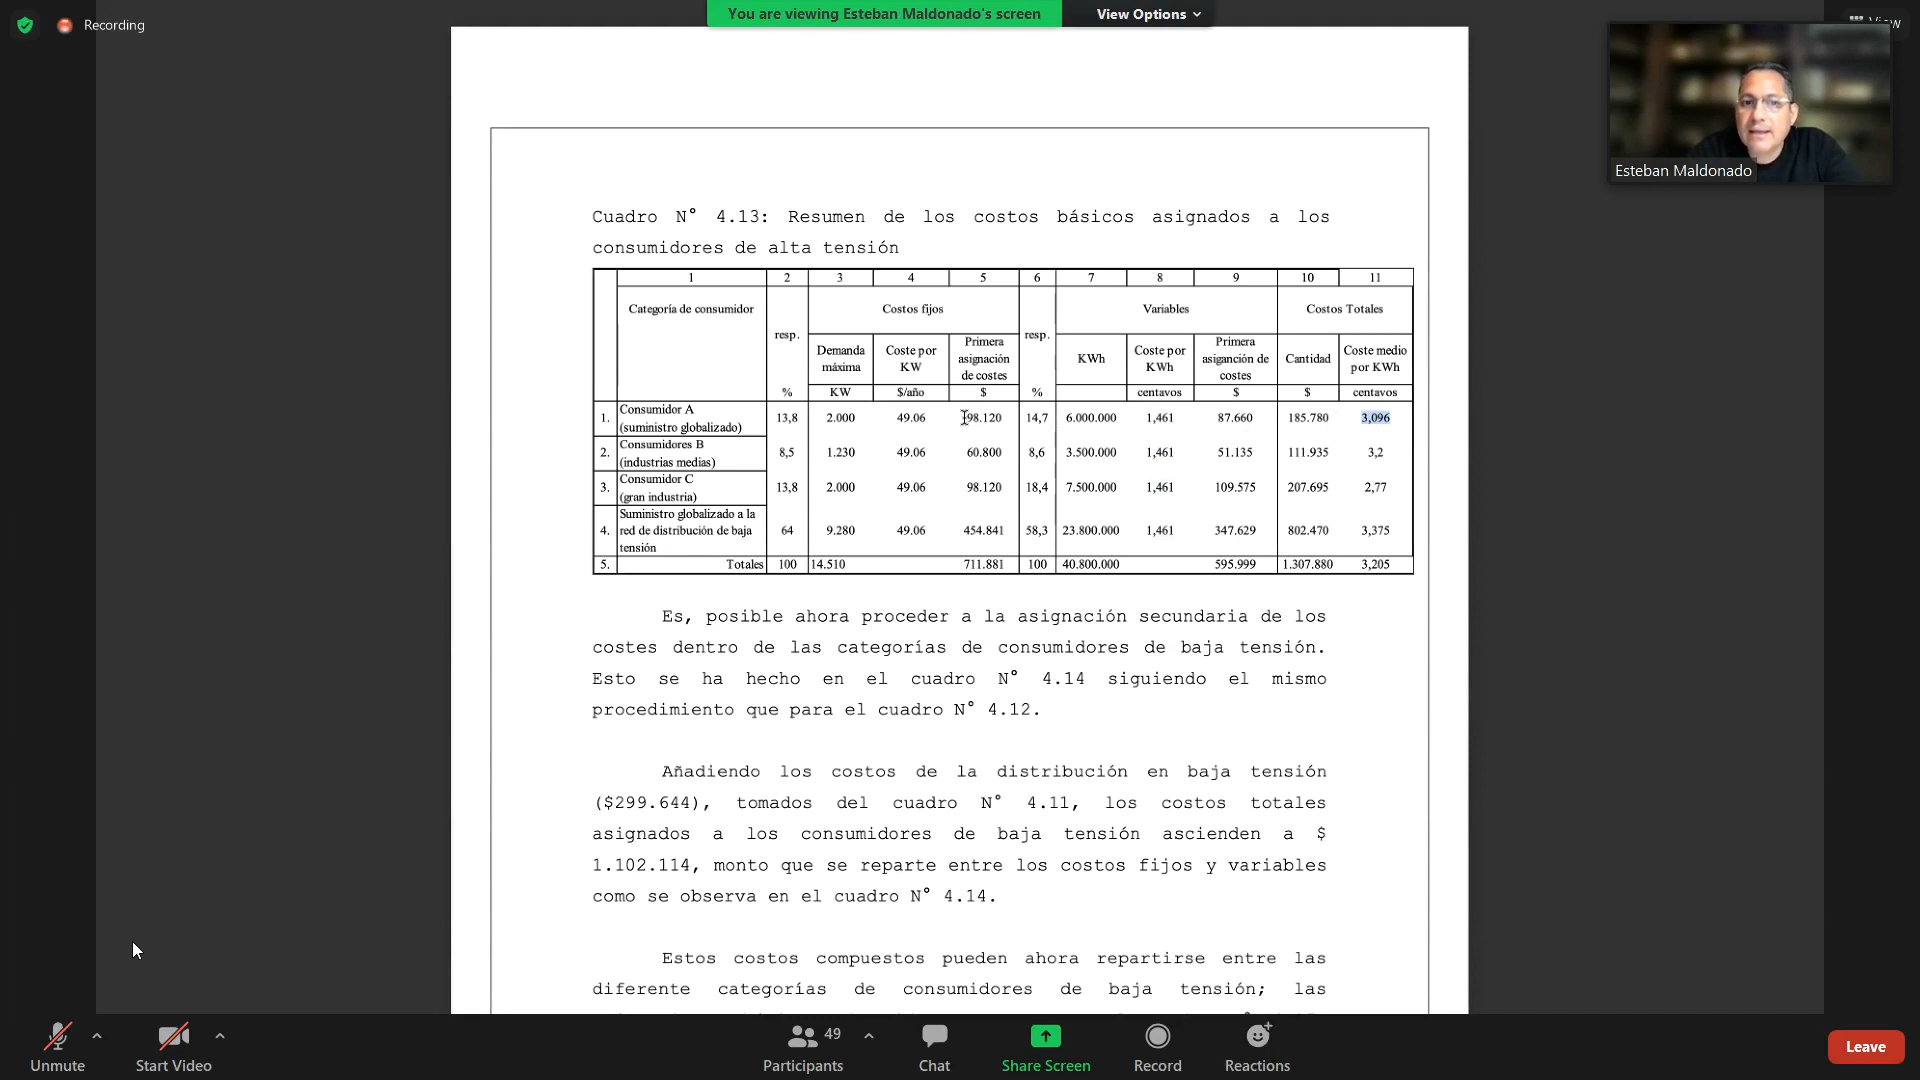 Recording
You are viewing Esteban Maldonado's screen
View Options
View
Esteban Maldonado
Cuadro N° 4.13: Resumen de los costos básicos asignados a los
consumidores de alta tensión
1 2 3 4 5 6 7 8 9 10 11
Categoría de consumidor resp. Costos fijos resp. Variables Costos Totales
Demanda máxima Coste por KW Primera asignación de costes KWh Coste por KWh Primera asigancíón de costes Cantidad Coste medio por KWh
% KW $/año $ % centavos $ $ centavos
1. Consumidor A (suministro globalizado) 13,8 2.000 49.06 98.120 14,7 6.000.000 1,461 87.660 185.780 3,096
2. Consumidores B (industrias medias) 8,5 1.230 49.06 60.800 8,6 3.500.000 1,461 51.135 111.935 3,2
3. Consumidor C (gran industria) 13,8 2.000 49.06 98.120 18,4 7.500.000 1,461 109.575 207.695 2,77
4. Suministro globalizado a la red de distribución de baja tensión 64 9.280 49.06 454.841 58,3 23.800.000 1,461 347.629 802.470 3,375
5. Totales 100 14.510 711.881 100 40.800.000 595.999 1.307.880 3,205
Es, posible ahora proceder a la asignación secundaria de los
costes dentro de las categorías de consumidores de baja tensión.
Esto se ha hecho en el cuadro N° 4.14 siguiendo el mismo
procedimiento que para el cuadro N° 4.12.
Añadiendo los costos de la distribución en baja tensión
($299.644), tomados del cuadro N° 4.11, los costos totales
asignados a los consumidores de baja tensión ascienden a $
1.102.114, monto que se reparte entre los costos fijos y variables
como se observa en el cuadro N° 4.14.
Estos costos compuestos pueden ahora repartirse entre las
diferente categorías de consumidores de baja tensión; las
Unmute
Start Video
49
Participants
Chat
Share Screen
Record
Reactions
Leave